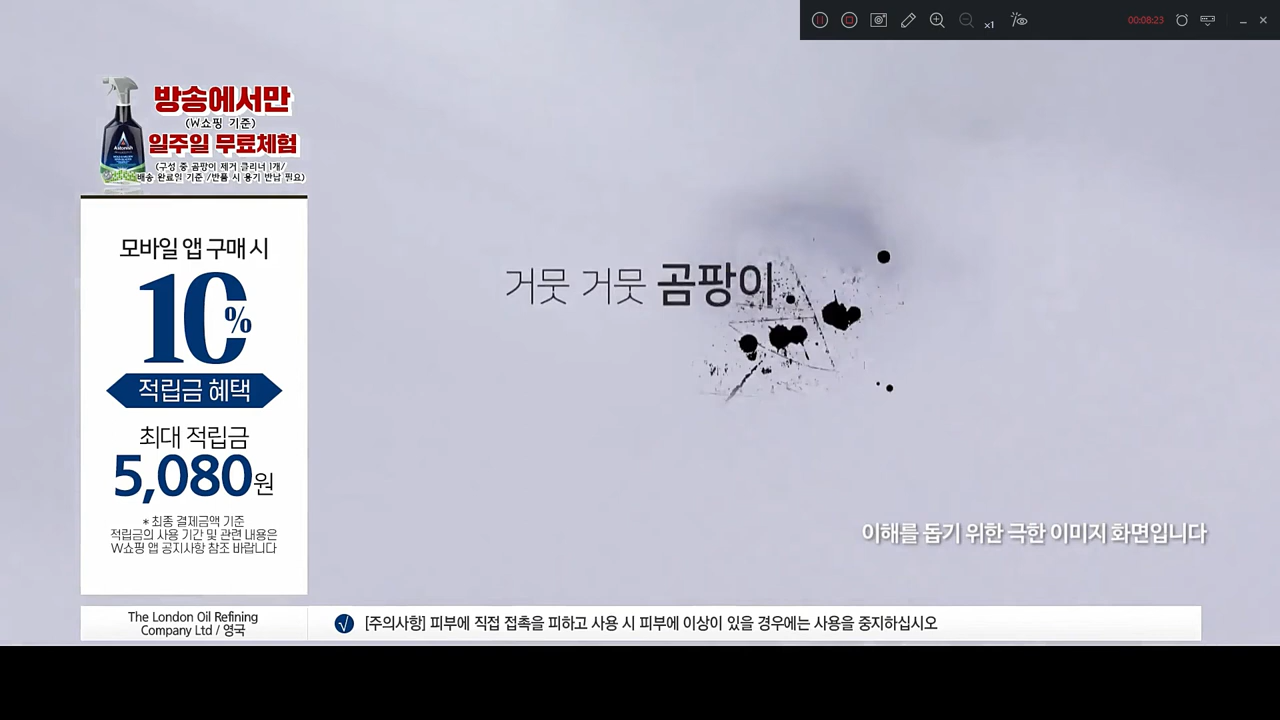 00:08:23
x1
방송에서만
(W쇼핑 기준)
일주일 무료체험
(구성 중 곰팡이 제거 클리너 1개/
배송 완료일 기준 /반품 시 용기 반납 필요)
Astonish
모바일 앱 구매 시
10%
적립금 혜택
최대 적립금
5,080원
* 최종 결제금액 기준
적립금의 사용 기간 및 관련 내용은
W쇼핑 앱 공지사항 참조 바랍니다
거뭇 거뭇 곰팡이
이해를 돕기 위한 극한 이미지 화면입니다
The London Oil Refining
Company Ltd / 영국
[주의사항] 피부에 직접 접촉을 피하고 사용 시 피부에 이상이 있을 경우에는 사용을 중지하십시오